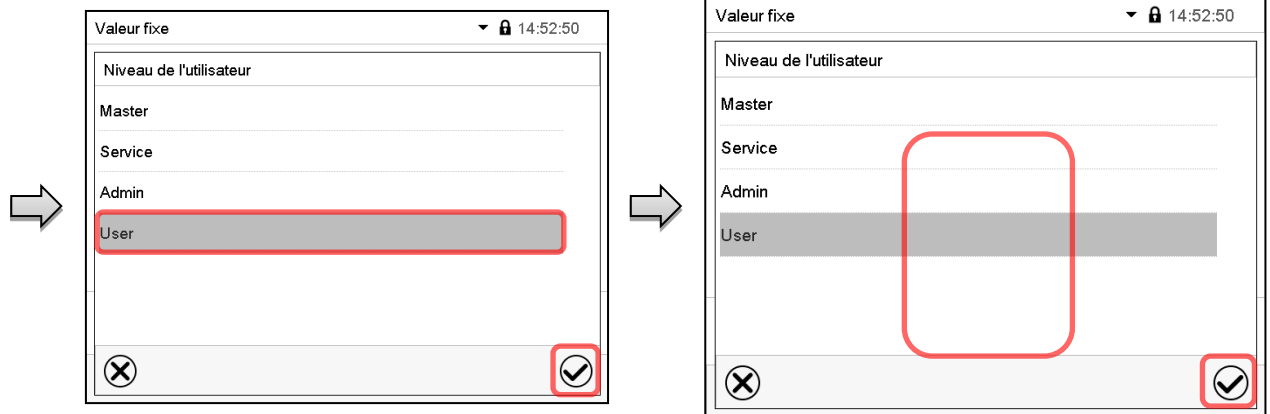 Valeur fixe 14:52:50
Niveau de l'utilisateur
Master
Service
Admin
User
Valeur fixe 14:52:50
Niveau de l'utilisateur
Master
Service
Admin
User